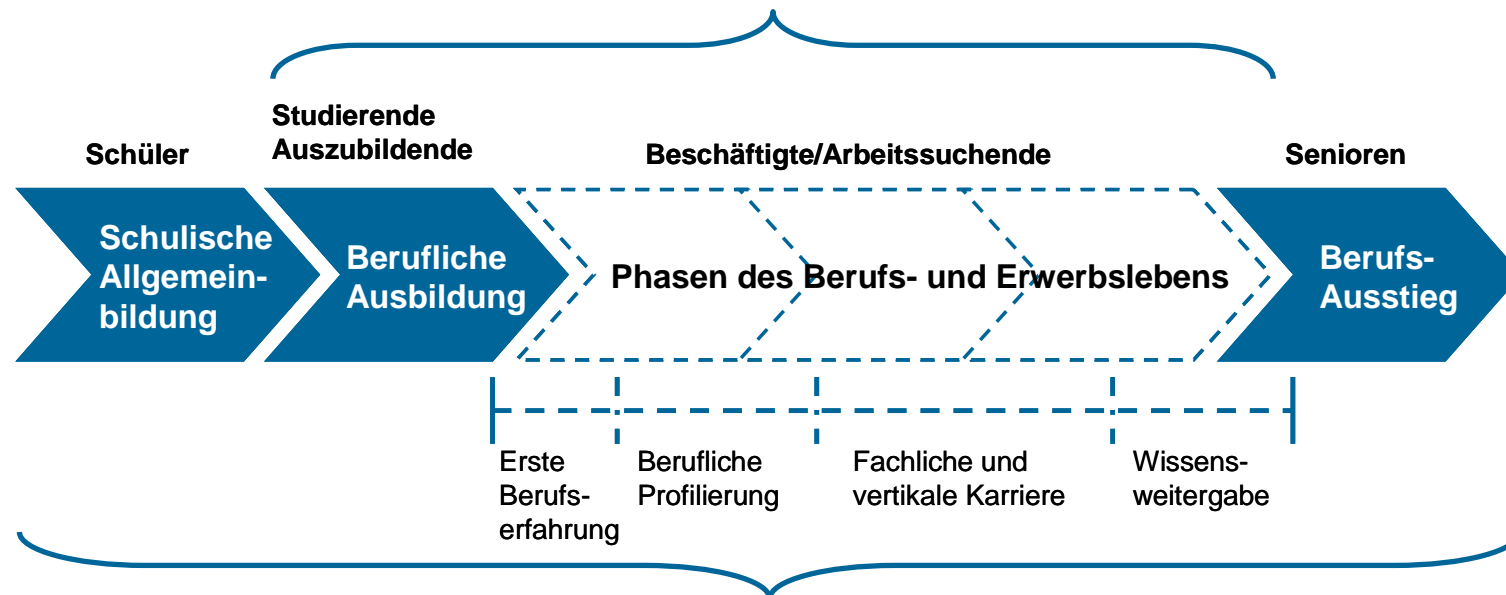 Studierende
Auszubildende
Schüler
Beschäftigte/Arbeitssuchende
Senioren
Schulische
Allgemein-
bildung
Berufliche
Ausbildung
Phasen des Berufs- und Erwerbslebens
Berufs-
Ausstieg
Erste
Berufs-
erfahrung
Berufliche
Profilierung
Fachliche und
vertikale Karriere
Wissens-
weitergabe